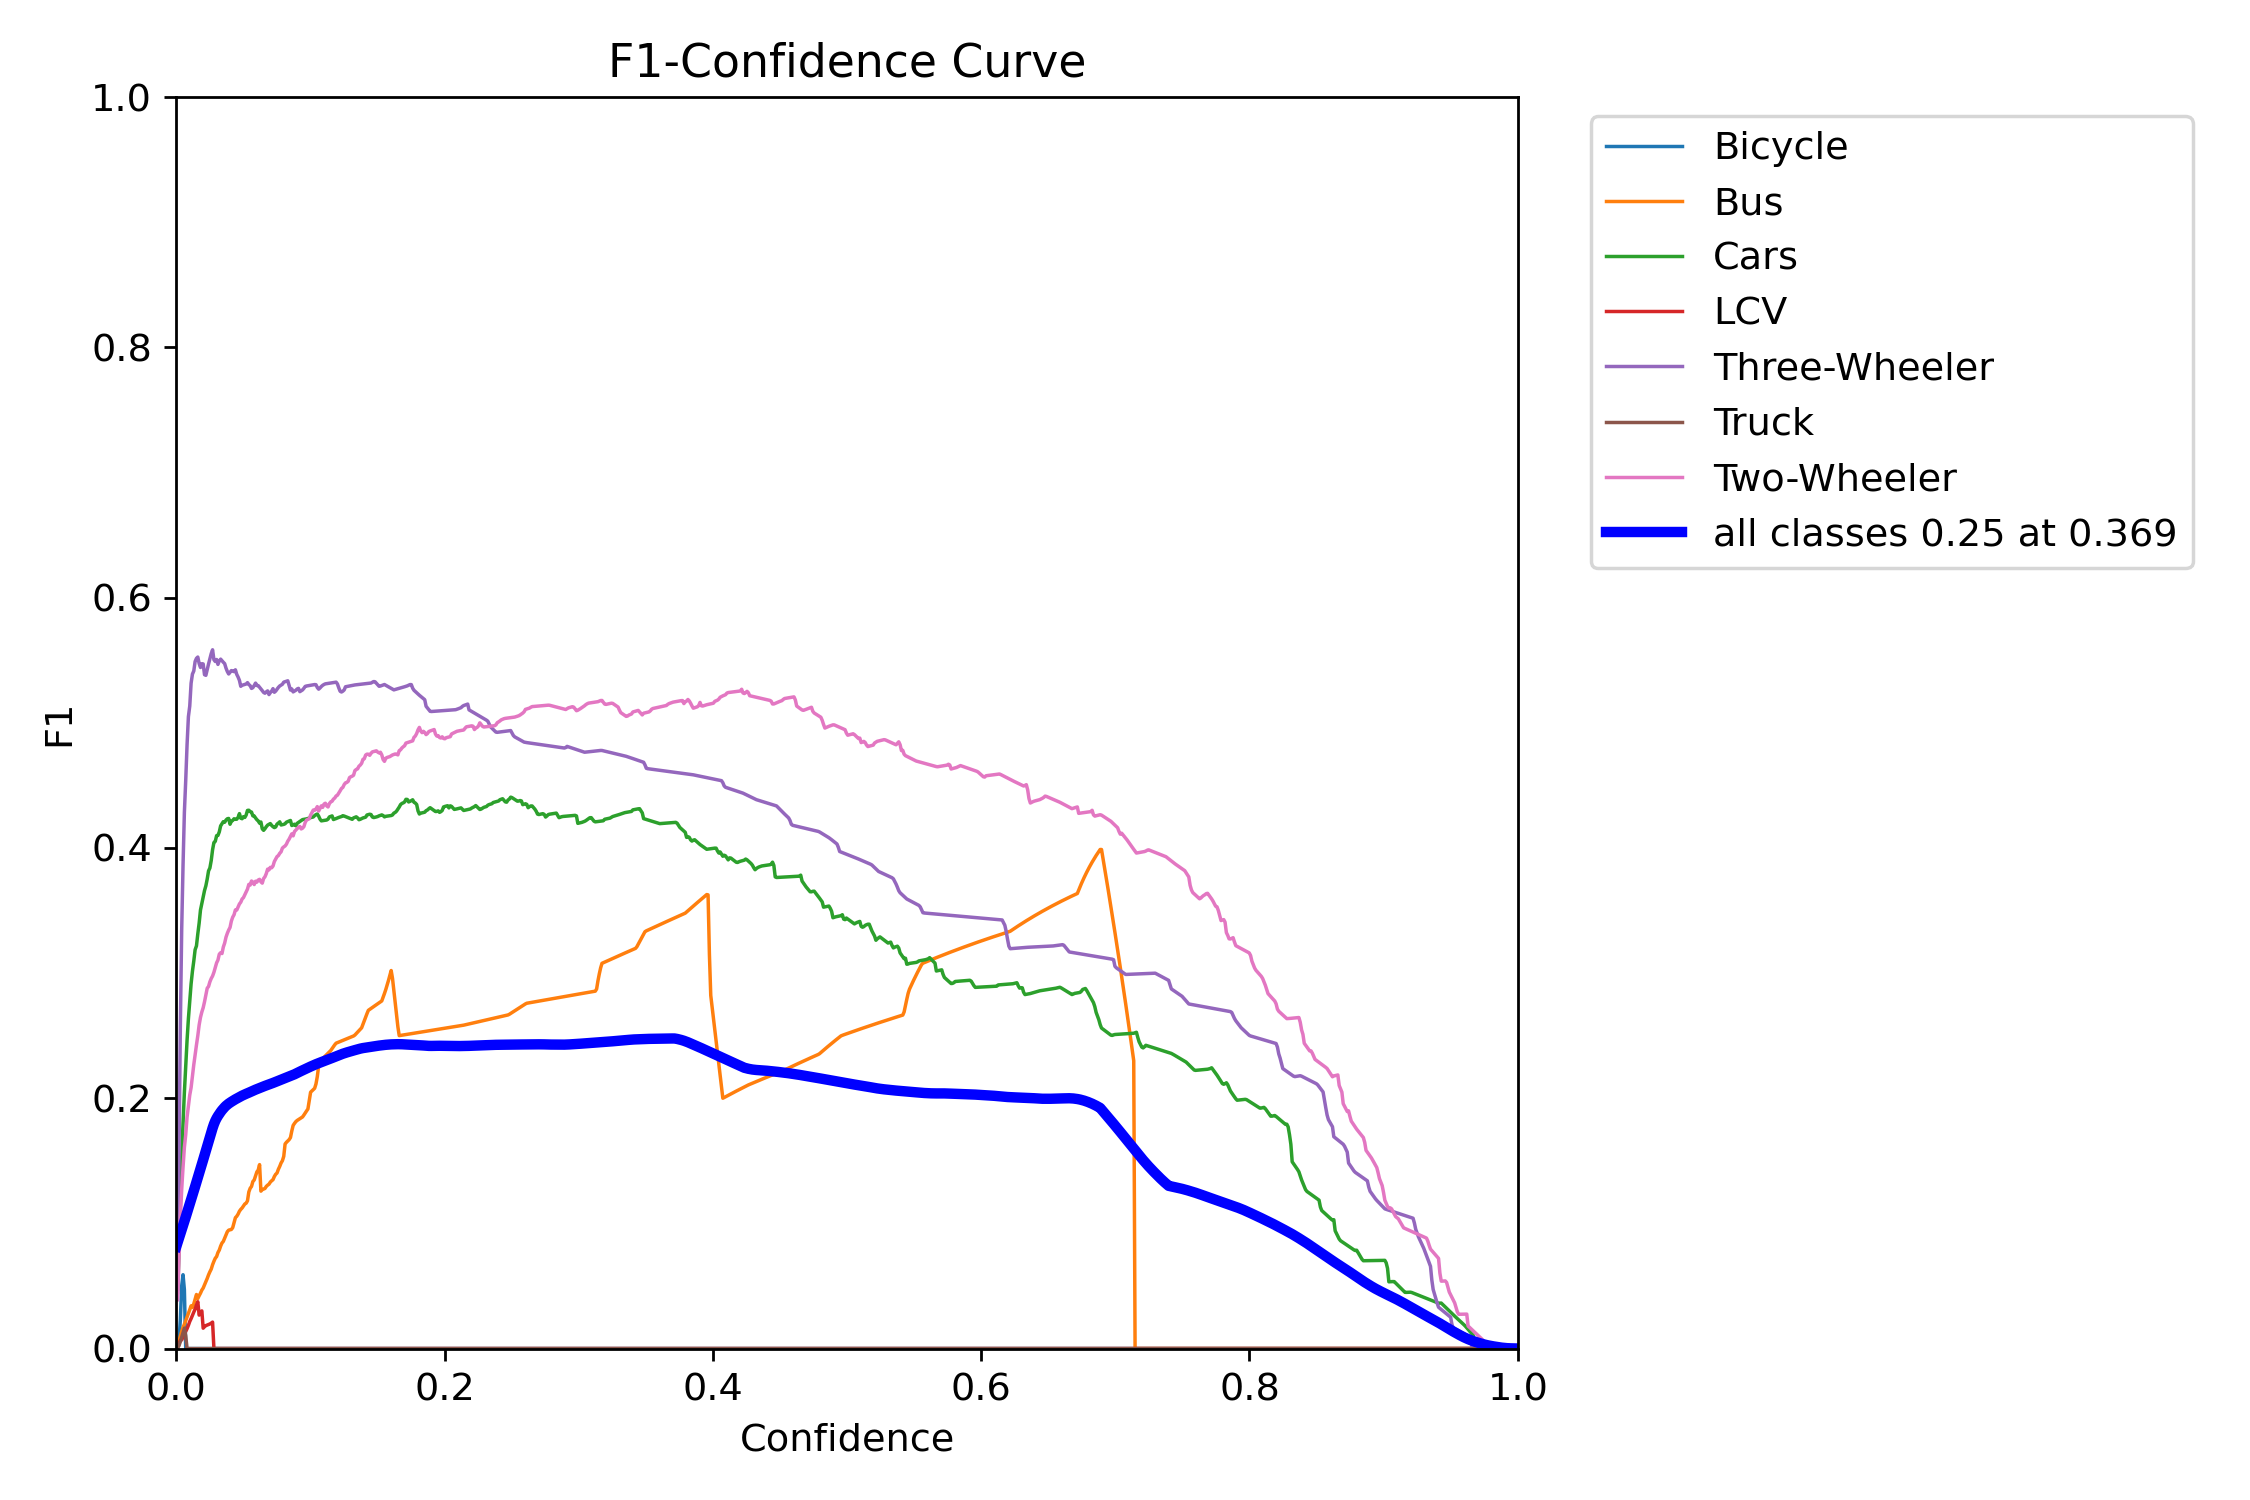 F1-Confidence Curve
1.0
0.8
0.6
0.4
0.2
0.0
F1
0.0 0.2 0.4 0.6 0.8 1.0
Confidence
Bicycle
Bus
Cars
LCV
Three-Wheeler
Truck
Two-Wheeler
all classes 0.25 at 0.369